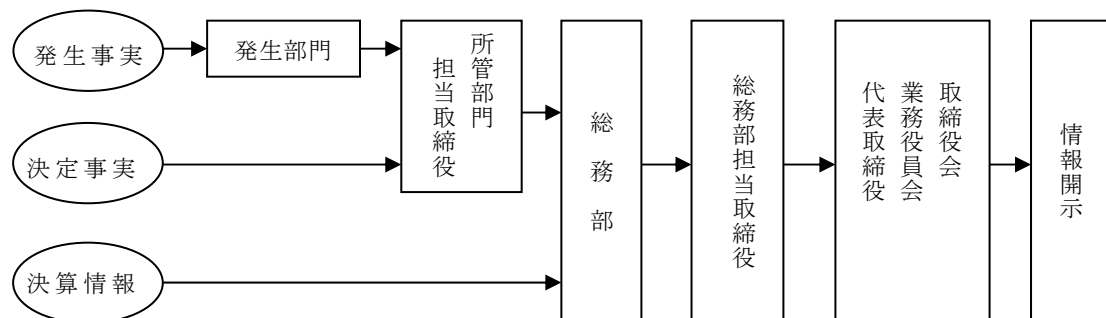 発生事実
発生部門
所管部門
担当取締役
決定事実
決算情報
総務部
総務部担当取締役
取締役会
業務役員会
代表取締役
情報開示